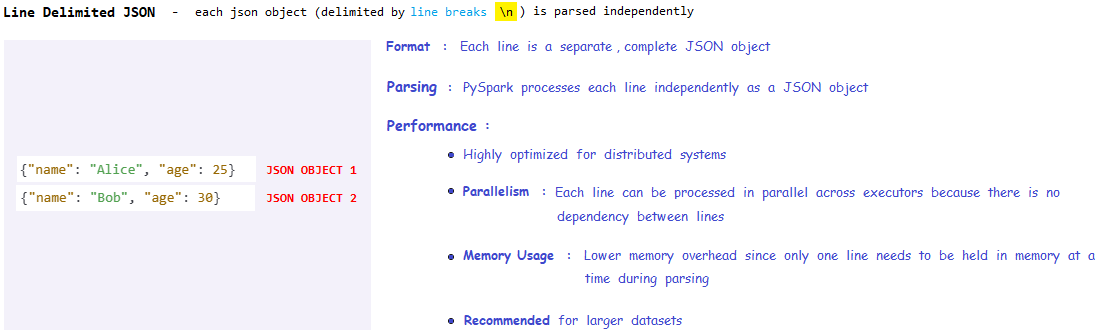 Line Delimited JSON - each json object (delimited by line breaks \n) is parsed independently
{"name": "Alice", "age": 25} JSON OBJECT 1
{"name": "Bob", "age": 30} JSON OBJECT 2
Format : Each line is a separate , complete JSON object
Parsing : PySpark processes each line independently as a JSON object
Performance :
• Highly optimized for distributed systems
• Parallelism : Each line can be processed in parallel across executors because there is no
dependency between lines
• Memory Usage : Lower memory overhead since only one line needs to be held in memory at a
time during parsing
• Recommended for larger datasets